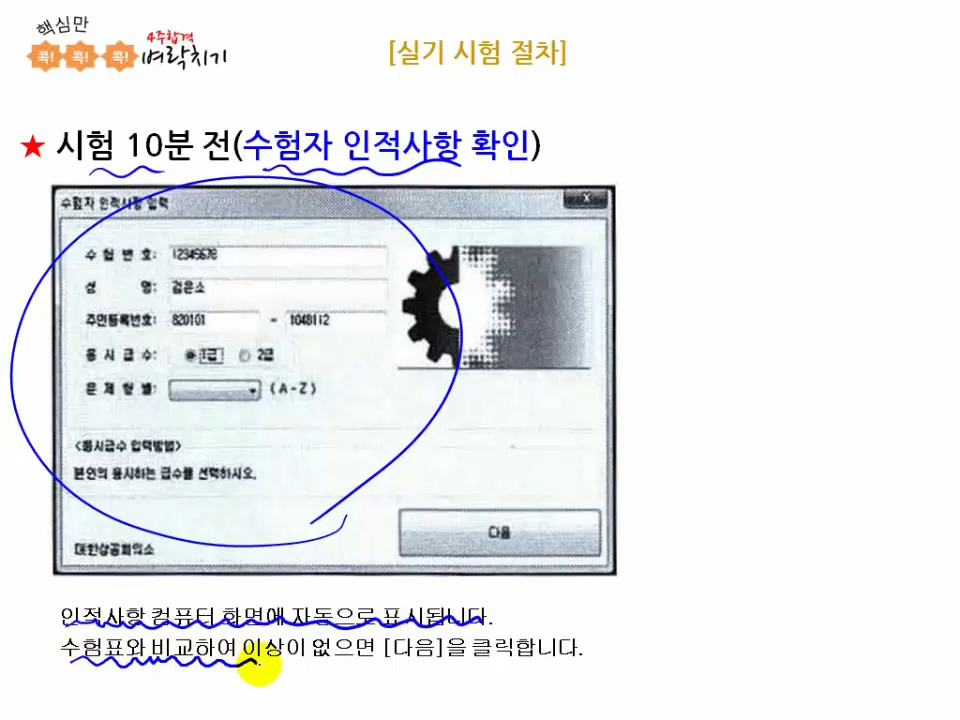 핵심만
콕! 콕! 콕! 4주합격 벼락치기
[실기 시험 절차]
★ 시험 10분 전(수험자 인적사항 확인)
수험자 인적사항 입력
수 험 번 호: 12345678
성 명: 검은소
주민등록번호: 820101 - 1048112
응 시 급 수: 1급 2급
문 제 형 별: (A-Z)
<응시급수 입력방법>
본인의 응시하는 급수를 선택하시오.
다음
대한상공회의소
인적사항 컴퓨터 화면에 자동으로 표시됩니다.
수험표와 비교하여 이상이 없으면 [다음]을 클릭합니다.